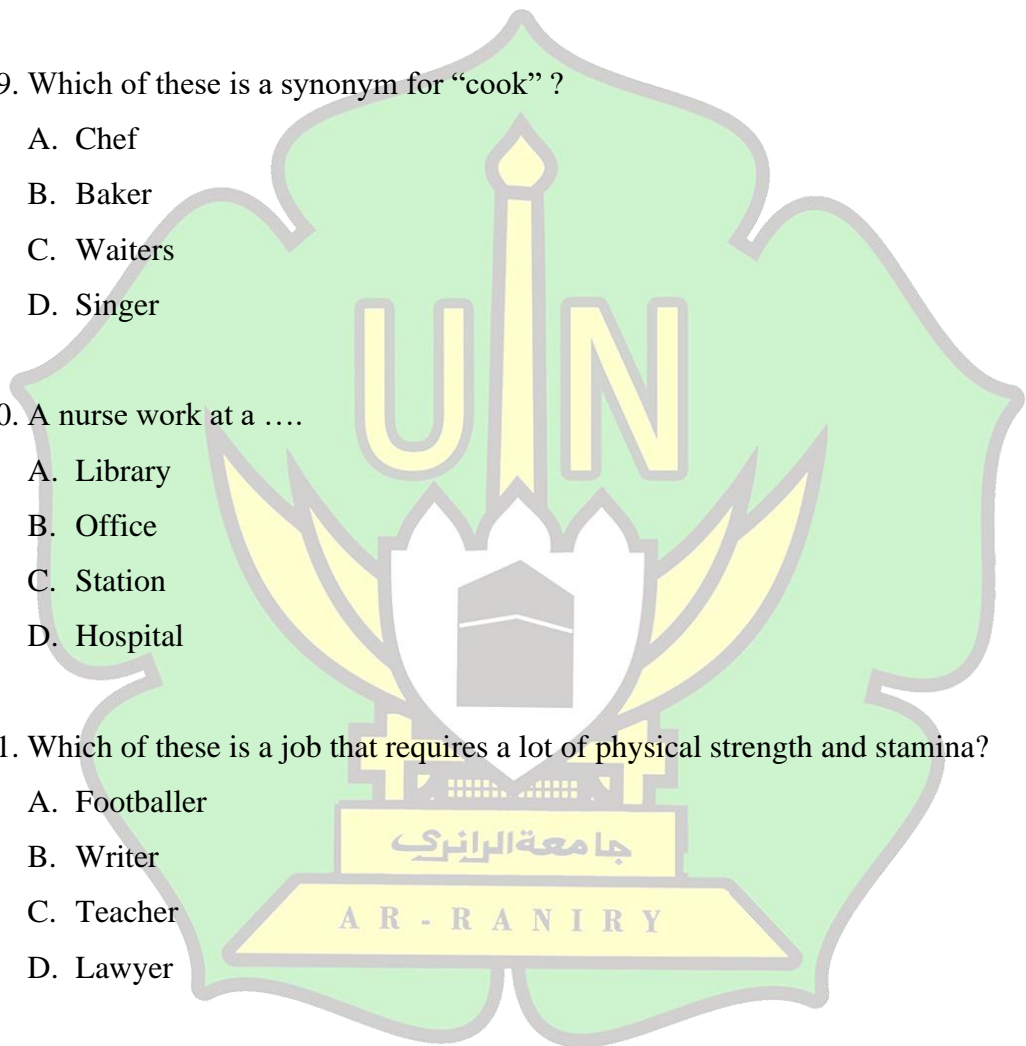 9. Which of these is a synonym for “cook” ?
A. Chef
B. Baker
C. Waiters
D. Singer
0. A nurse work at a ….
A. Library
B. Office
C. Station
D. Hospital
1. Which of these is a job that requires a lot of physical strength and stamina?
A. Footballer
B. Writer
C. Teacher
D. Lawyer
UIN
جامعةالرانري
AR-RANIRY